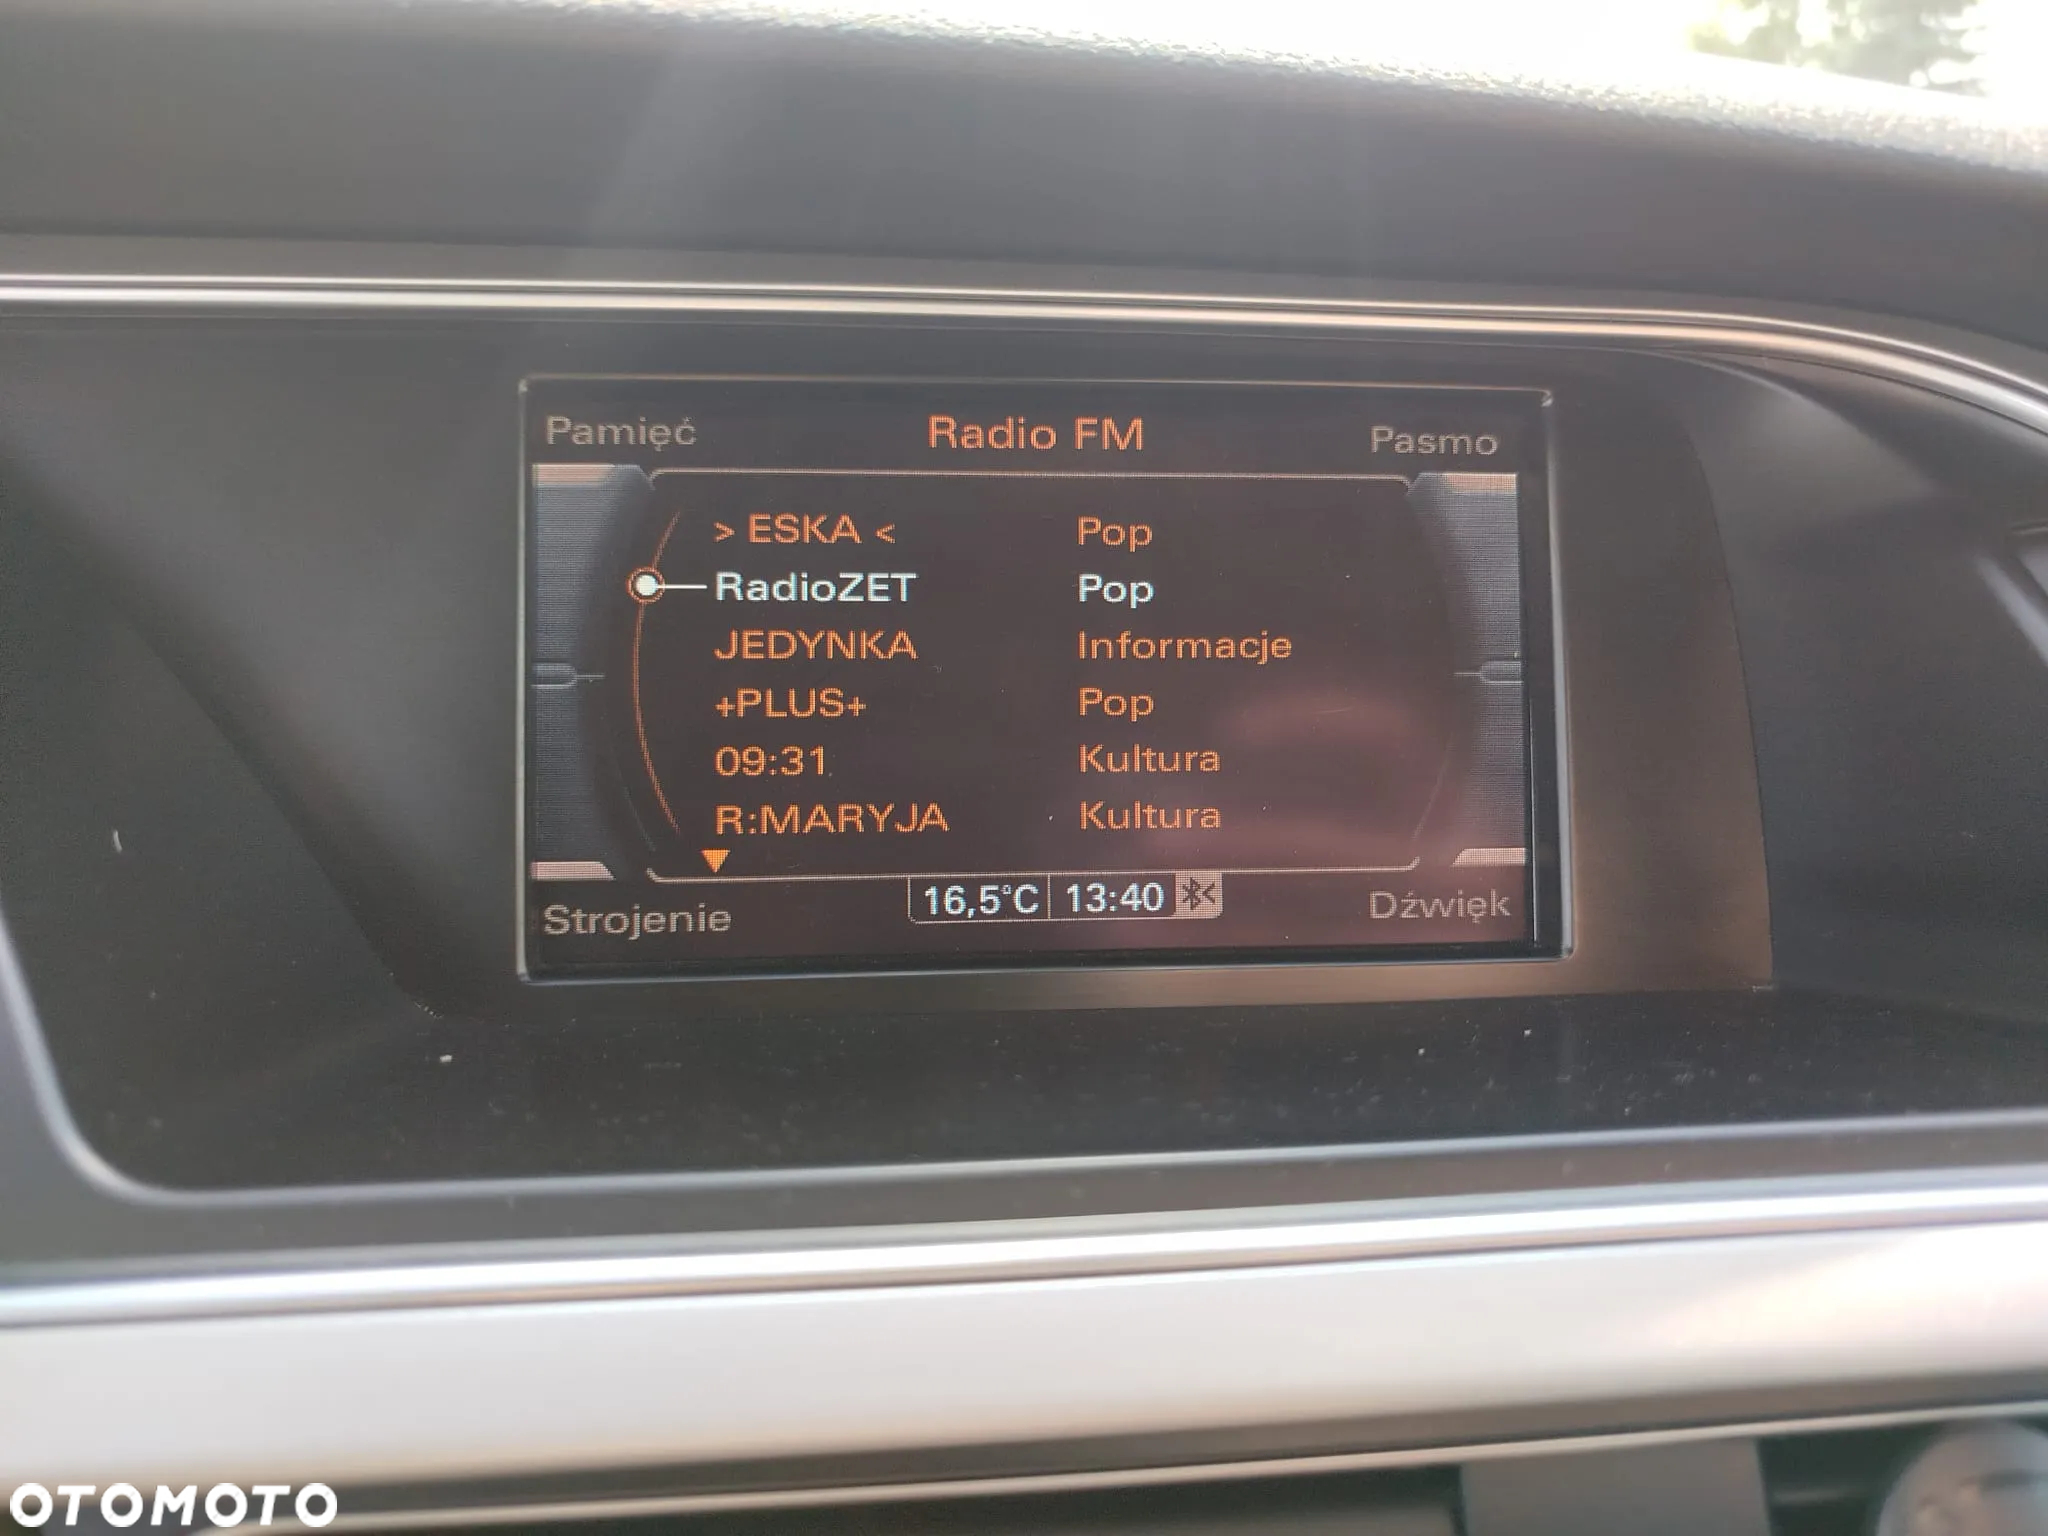 Pamięć Radio FM Pasmo
> ESKA < Pop
RadioZET Pop
JEDYNKA Informacje
+PLUS+ Pop
09:31 Kultura
R:MARYJA Kultura
16,5°C 13:40
Strojenie Dźwięk
OTOMOTO